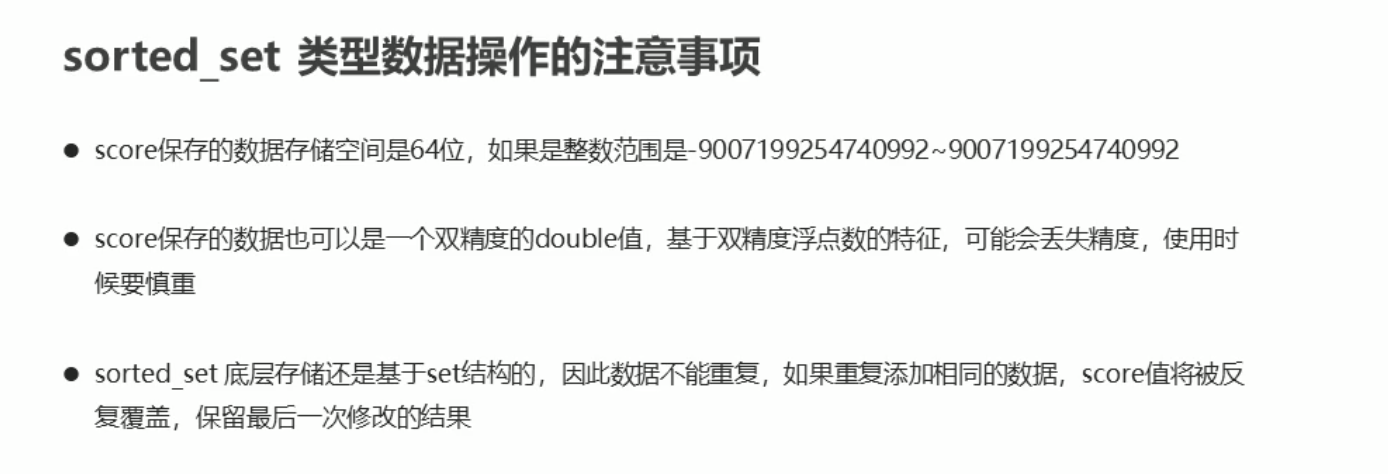 sorted_set 类型数据操作的注意事项
● score保存的数据存储空间是64位，如果是整数范围是-9007199254740992~9007199254740992
● score保存的数据也可以是一个双精度的double值，基于双精度浮点数的特征，可能会丢失精度，使用时
候要慎重
● sorted_set 底层存储还是基于set结构的，因此数据不能重复，如果重复添加相同的数据，score值将被反
复覆盖，保留最后一次修改的结果